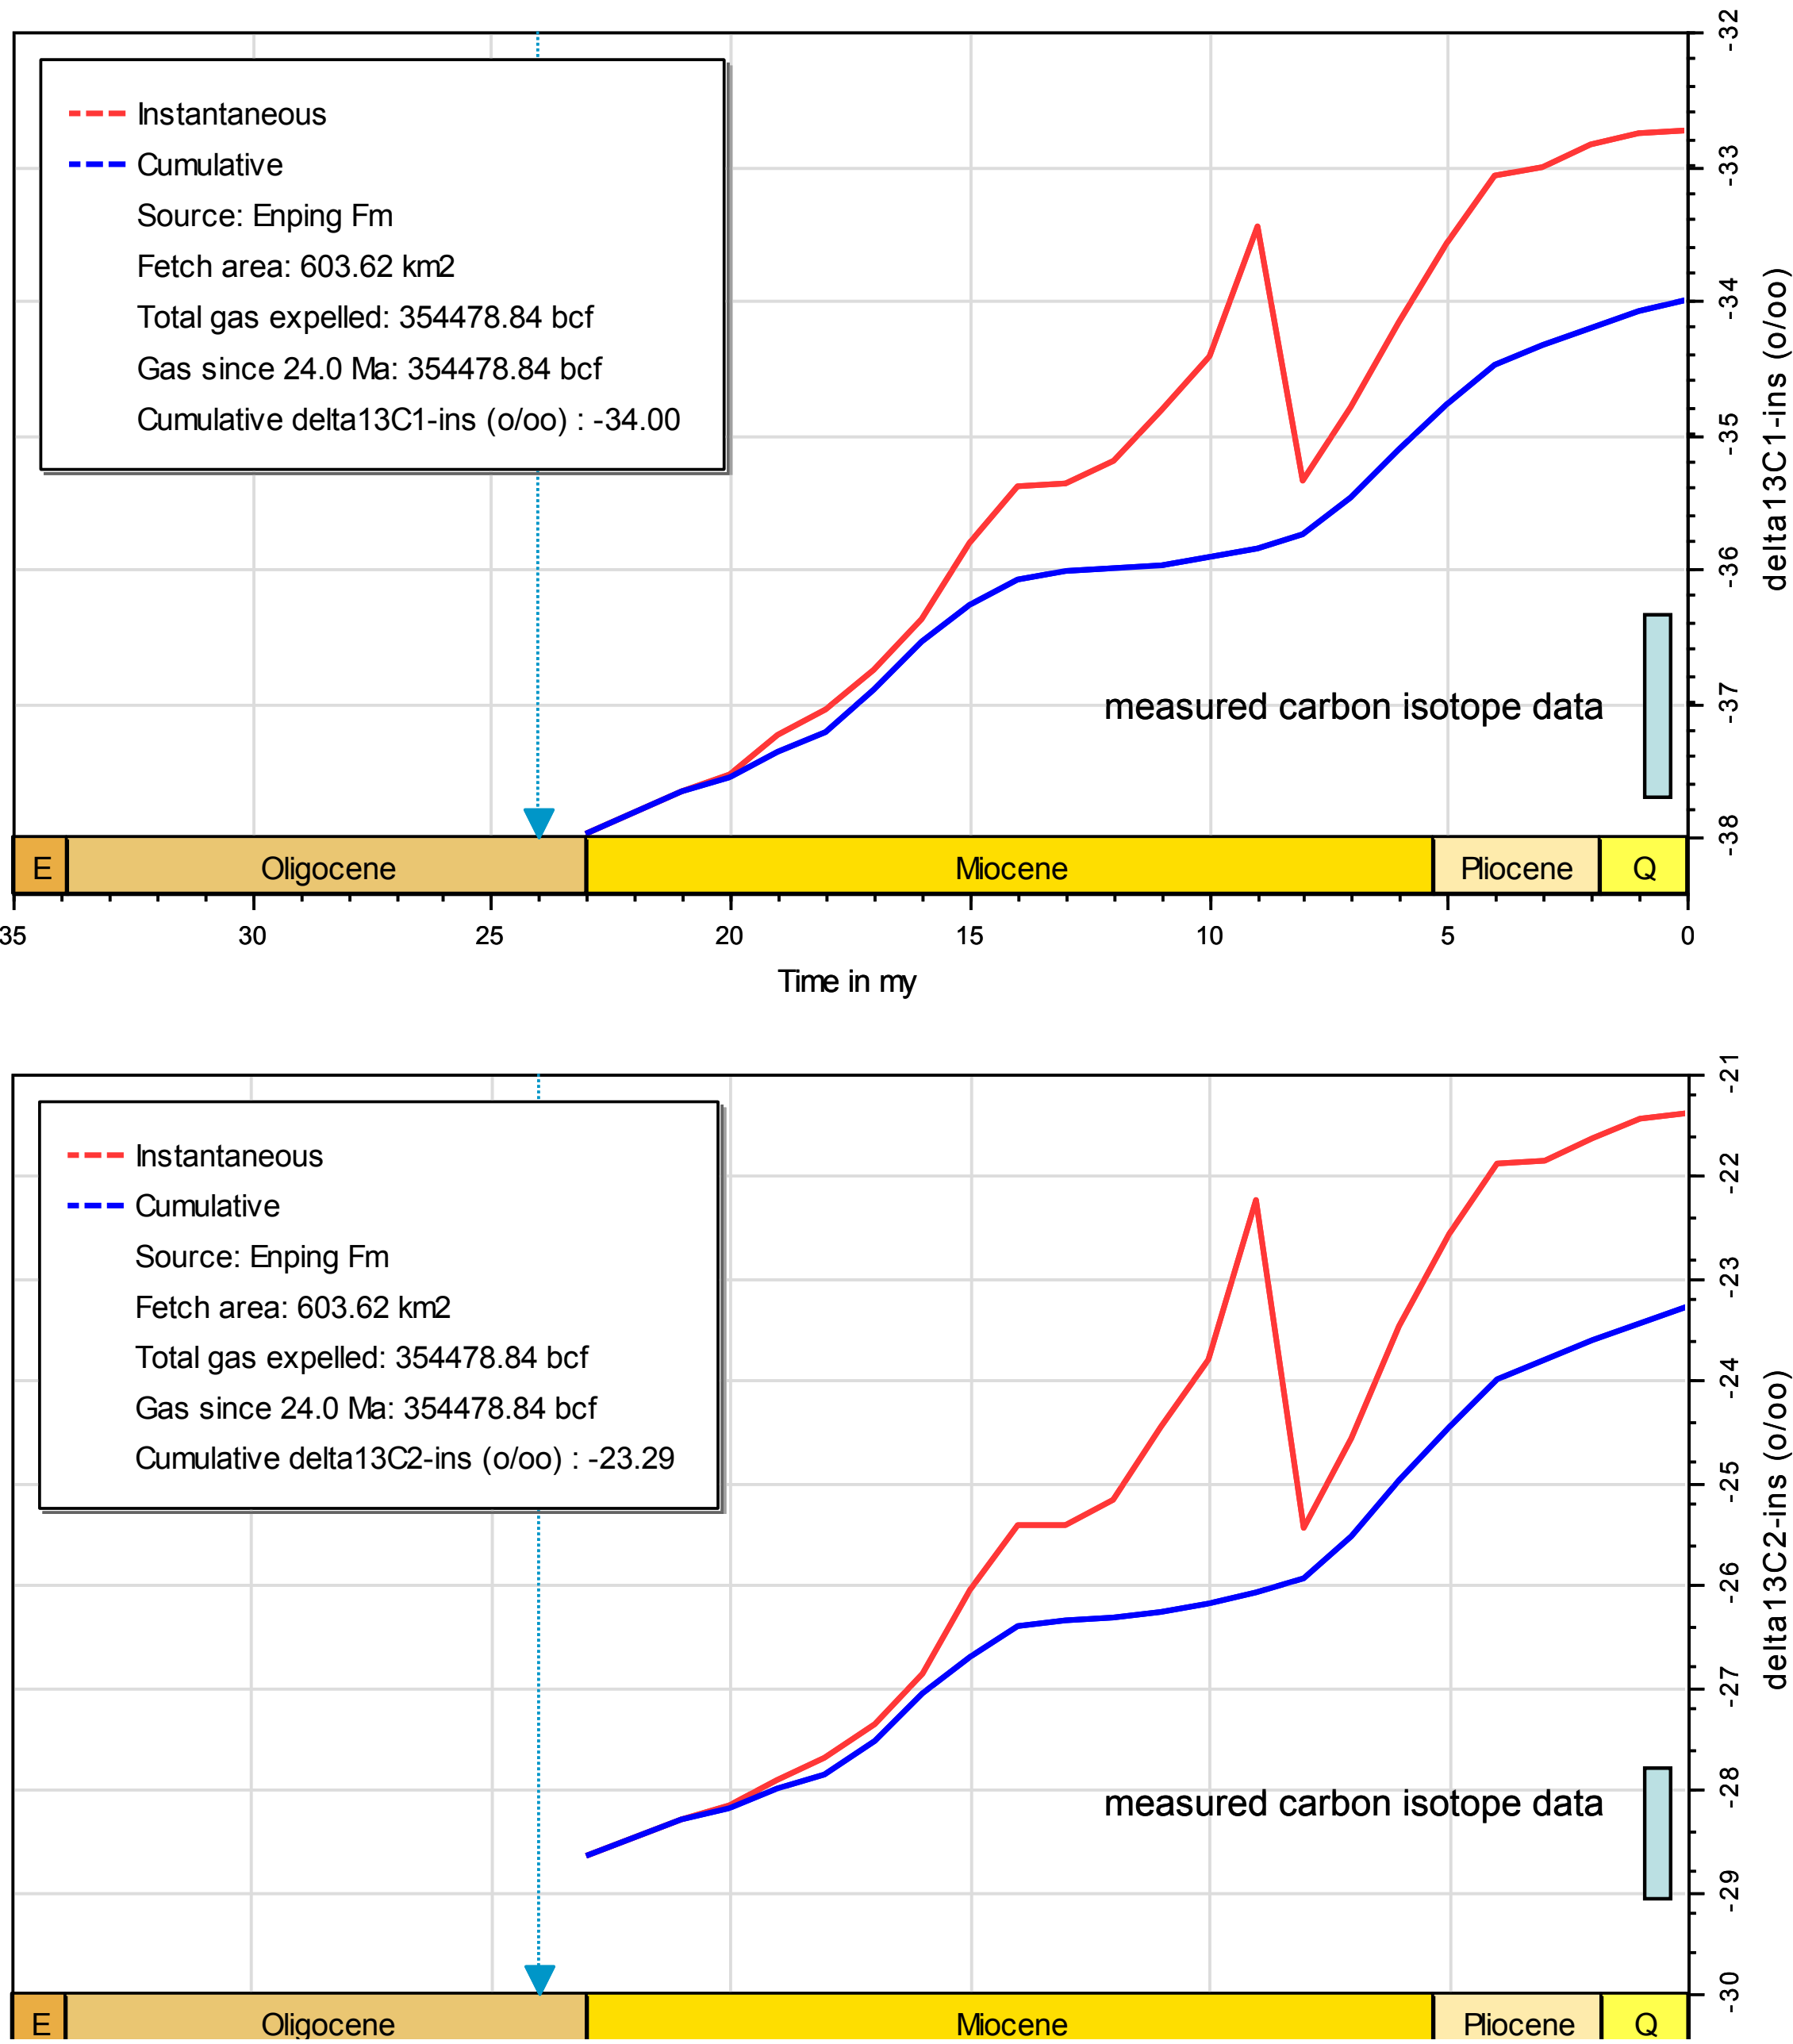 Instantaneous
Cumulative
Source: Enping Fm
Fetch area: 603.62 km2
Total gas expelled: 354478.84 bcf
Gas since 24.0 Ma: 354478.84 bcf
Cumulative delta13C1-ins (o/oo) : -34.00
-32
-33
-34
-35
-36
-37
-38
delta13C1-ins (o/oo)
measured carbon isotope data
E Oligocene Miocene Pliocene Q
35 30 25 20 15 10 5 0
Time in my
Instantaneous
Cumulative
Source: Enping Fm
Fetch area: 603.62 km2
Total gas expelled: 354478.84 bcf
Gas since 24.0 Ma: 354478.84 bcf
Cumulative delta13C2-ins (o/oo) : -23.29
-21
-22
-23
-24
-25
-26
-27
-28
-29
-30
delta13C2-ins (o/oo)
measured carbon isotope data
E Oligocene Miocene Pliocene Q